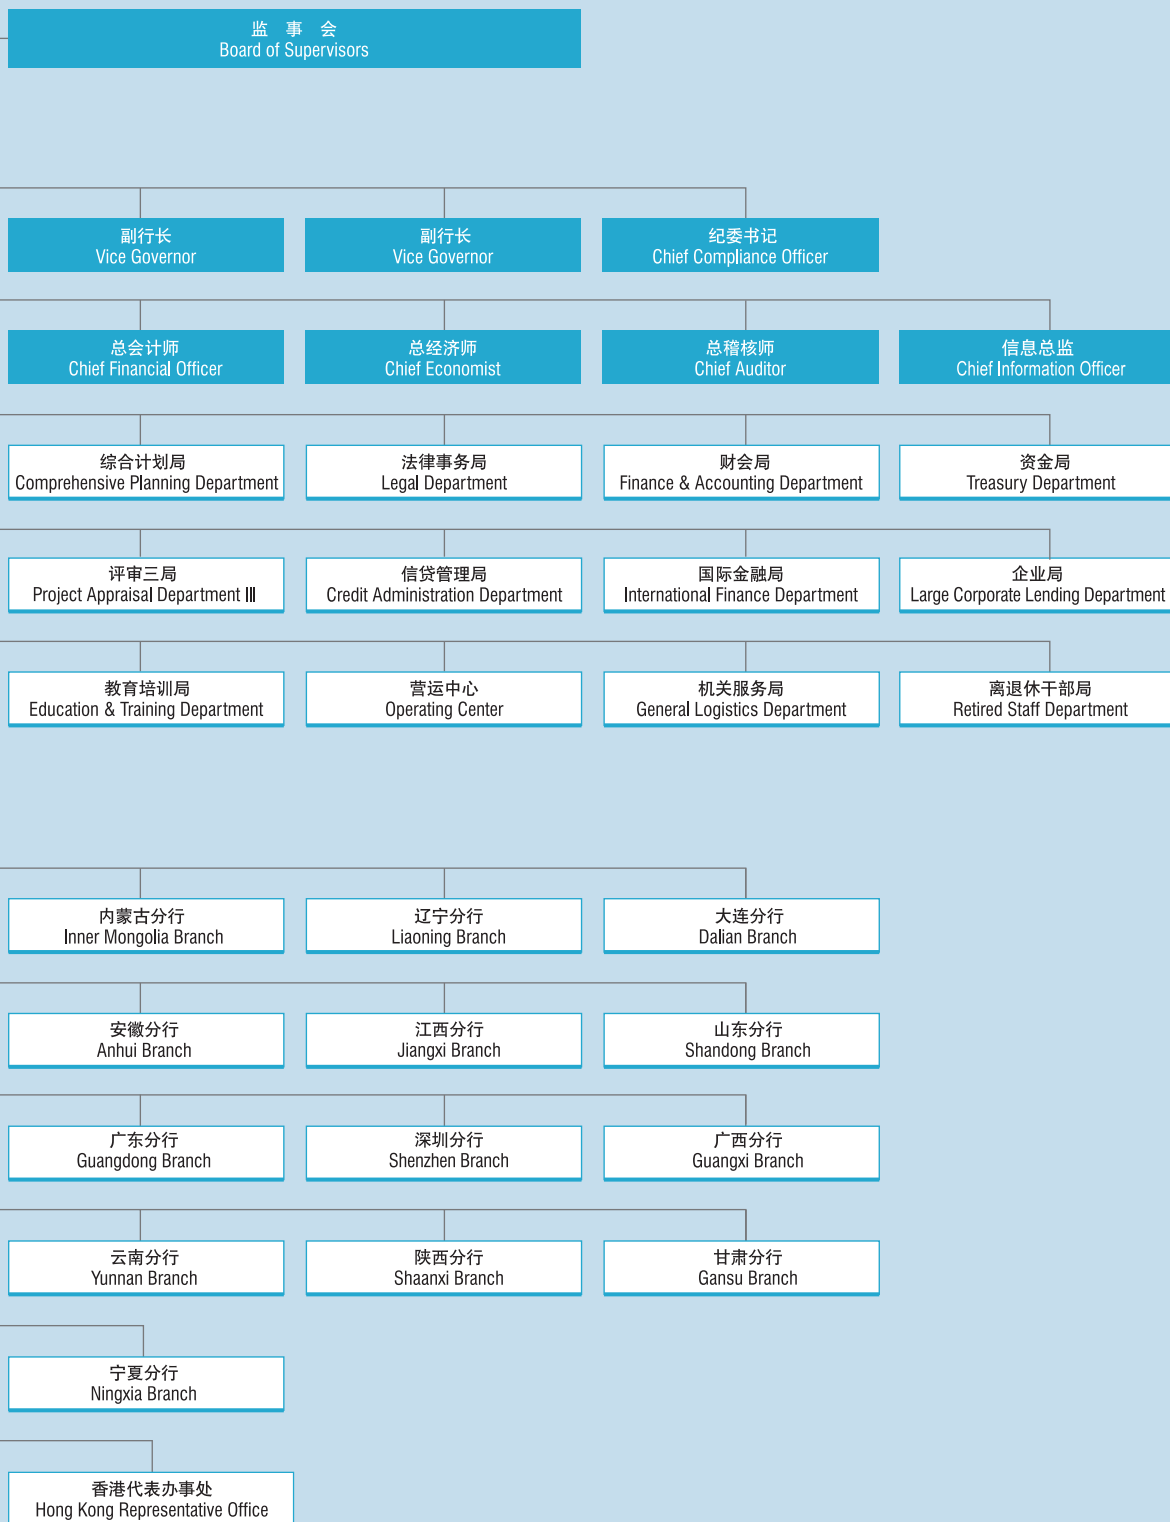 监 事 会
Board of Supervisors
副行长
Vice Governor
副行长
Vice Governor
纪委书记
Chief Compliance Officer
总会计师
Chief Financial Officer
总经济师
Chief Economist
总稽核师
Chief Auditor
信息总监
Chief Information Officer
综合计划局
Comprehensive Planning Department
法律事务局
Legal Department
财会局
Finance & Accounting Department
资金局
Treasury Department
评审三局
Project Appraisal Department III
信贷管理局
Credit Administration Department
国际金融局
International Finance Department
企业局
Large Corporate Lending Department
教育培训局
Education & Training Department
营运中心
Operating Center
机关服务局
General Logistics Department
离退休干部局
Retired Staff Department
内蒙古分行
Inner Mongolia Branch
辽宁分行
Liaoning Branch
大连分行
Dalian Branch
安徽分行
Anhui Branch
江西分行
Jiangxi Branch
山东分行
Shandong Branch
广东分行
Guangdong Branch
深圳分行
Shenzhen Branch
广西分行
Guangxi Branch
云南分行
Yunnan Branch
陕西分行
Shaanxi Branch
甘肃分行
Gansu Branch
宁夏分行
Ningxia Branch
香港代表办事处
Hong Kong Representative Office